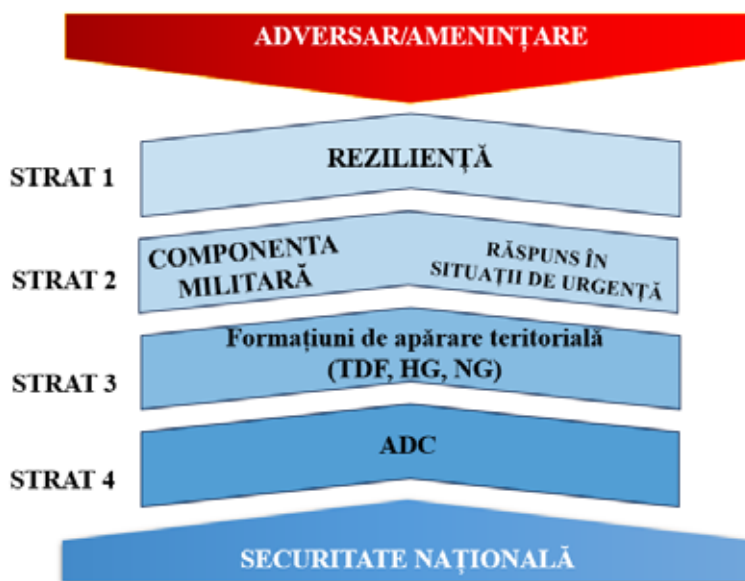 ADVERSAR/AMENINȚARE
STRAT 1
REZILIENȚĂ
STRAT 2
COMPONENTA
MILITARĂ
RĂSPUNS ÎN
SITUAȚII DE URGENȚĂ
STRAT 3
Formațiuni de apărare teritorială
(TDF, HG, NG)
STRAT 4
ADC
SECURITATE NAȚIONALĂ